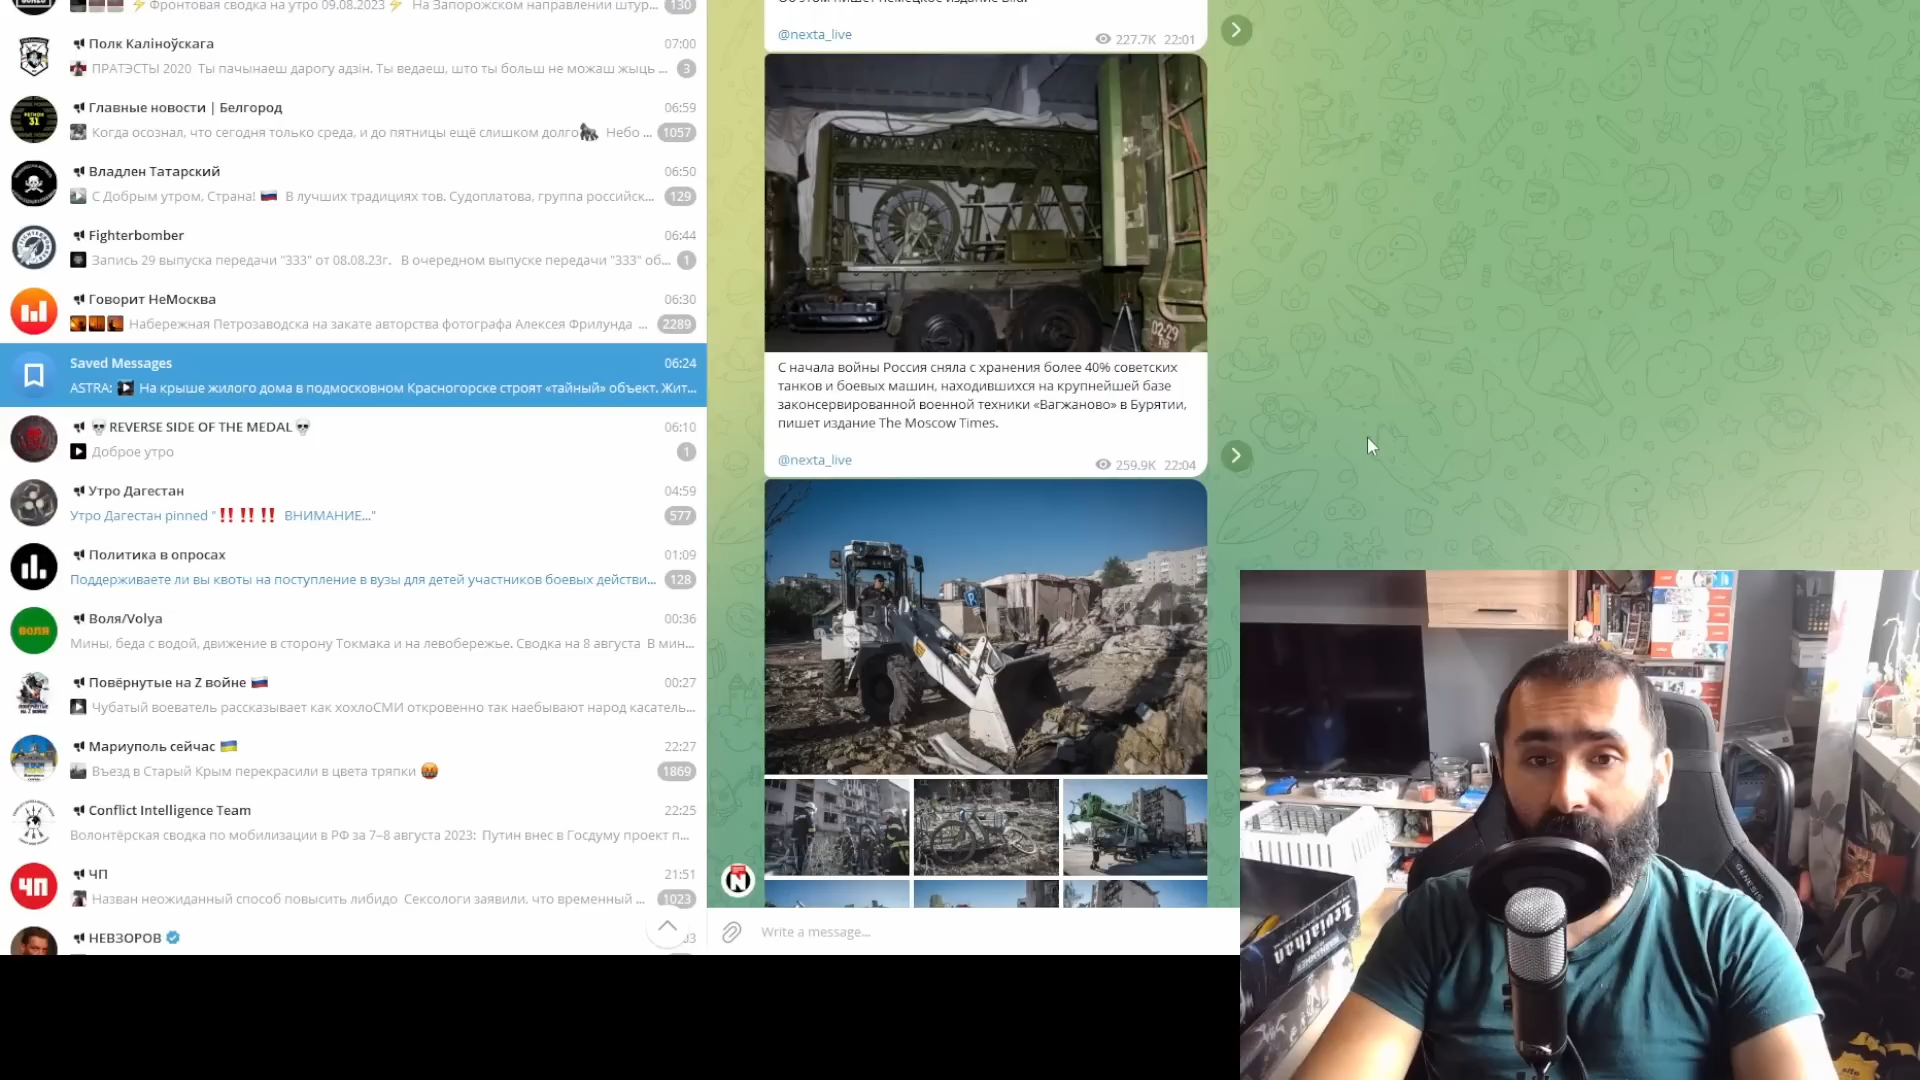 Фронтовая сводка на утро 09.08.2023 ⚡ На Запорожском направлении штур... 130
Полк Каліноўскага 07:00
ПРАТЭСТЫ 2020 Ты пачынаеш дарогу адзін. Ты ведаеш, што ты больш не можаш жыць ... 3
Главные новости | Белгород 06:59
Когда осознал, что сегодня только среда, и до пятницы ещё слишком долго🦍 Небо ... 1057
РЕГИОН
31
Владлен Татарский 06:50
С Добрым утром, Страна! 🇷🇺 В лучших традициях тов. Судоплатова, группа российск... 129
Fighterbomber 06:44
Запись 29 выпуска передачи "333" от 08.08.23г. В очередном выпуске передачи "333" об... 1
Говорит НеМосква 06:30
Набережная Петрозаводска на закате авторства фотографа Алексея Фрилунда ... 2289
Saved Messages 06:24
ASTRA: На крыше жилого дома в подмосковном Красногорске строят «тайный» объект. Жит...
💀REVERSE SIDE OF THE MEDAL💀 06:10
Доброе утро 1
Утро Дагестан 04:59
Утро Дагестан pinned "‼️‼️‼️ ВНИМАНИЕ..." 577
Политика в опросах 01:09
Поддерживаете ли вы квоты на поступление в вузы для детей участников боевых действи... 128
ВОЛЯ
Воля/Volya 00:36
Мины, беда с водой, движение в сторону Токмака и на левобережье. Сводка на 8 августа В мин...
Повёрнутые на Z войне 🇷🇺 00:27
Чубатый воеватель рассказывает как хохлоСМИ откровенно так наебывают народ касатель...
Мариуполь сейчас 🇺🇦 22:27
Въезд в Старый Крым перекрасили в цвета тряпки 🤬 1869
Conflict Intelligence Team 22:25
Волонтёрская сводка по мобилизации в РФ за 7–8 августа 2023: Путин внес в Госдуму проект п...
ЧП
ЧП 21:51
Назван неожиданный способ повысить либидо Сексологи заявили, что временный ... 1023
НЕВЗОРОВ
@nexta_live 227.7K 22:01
02-29
С начала войны Россия сняла с хранения более 40% советских
танков и боевых машин, находившихся на крупнейшей базе
законсервированной военной техники «Вагжаново» в Бурятии,
пишет издание The Moscow Times.
@nexta_live 259.9K 22:04
P
N
Write a message...
Leviathan
GENESIS